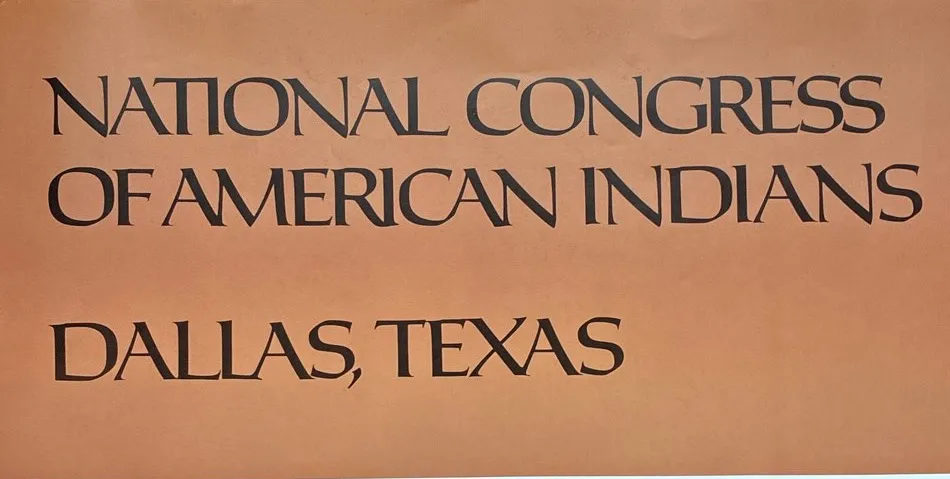 NATIONAL CONGRESS
OF AMERICAN INDIANS
DALLAS, TEXAS